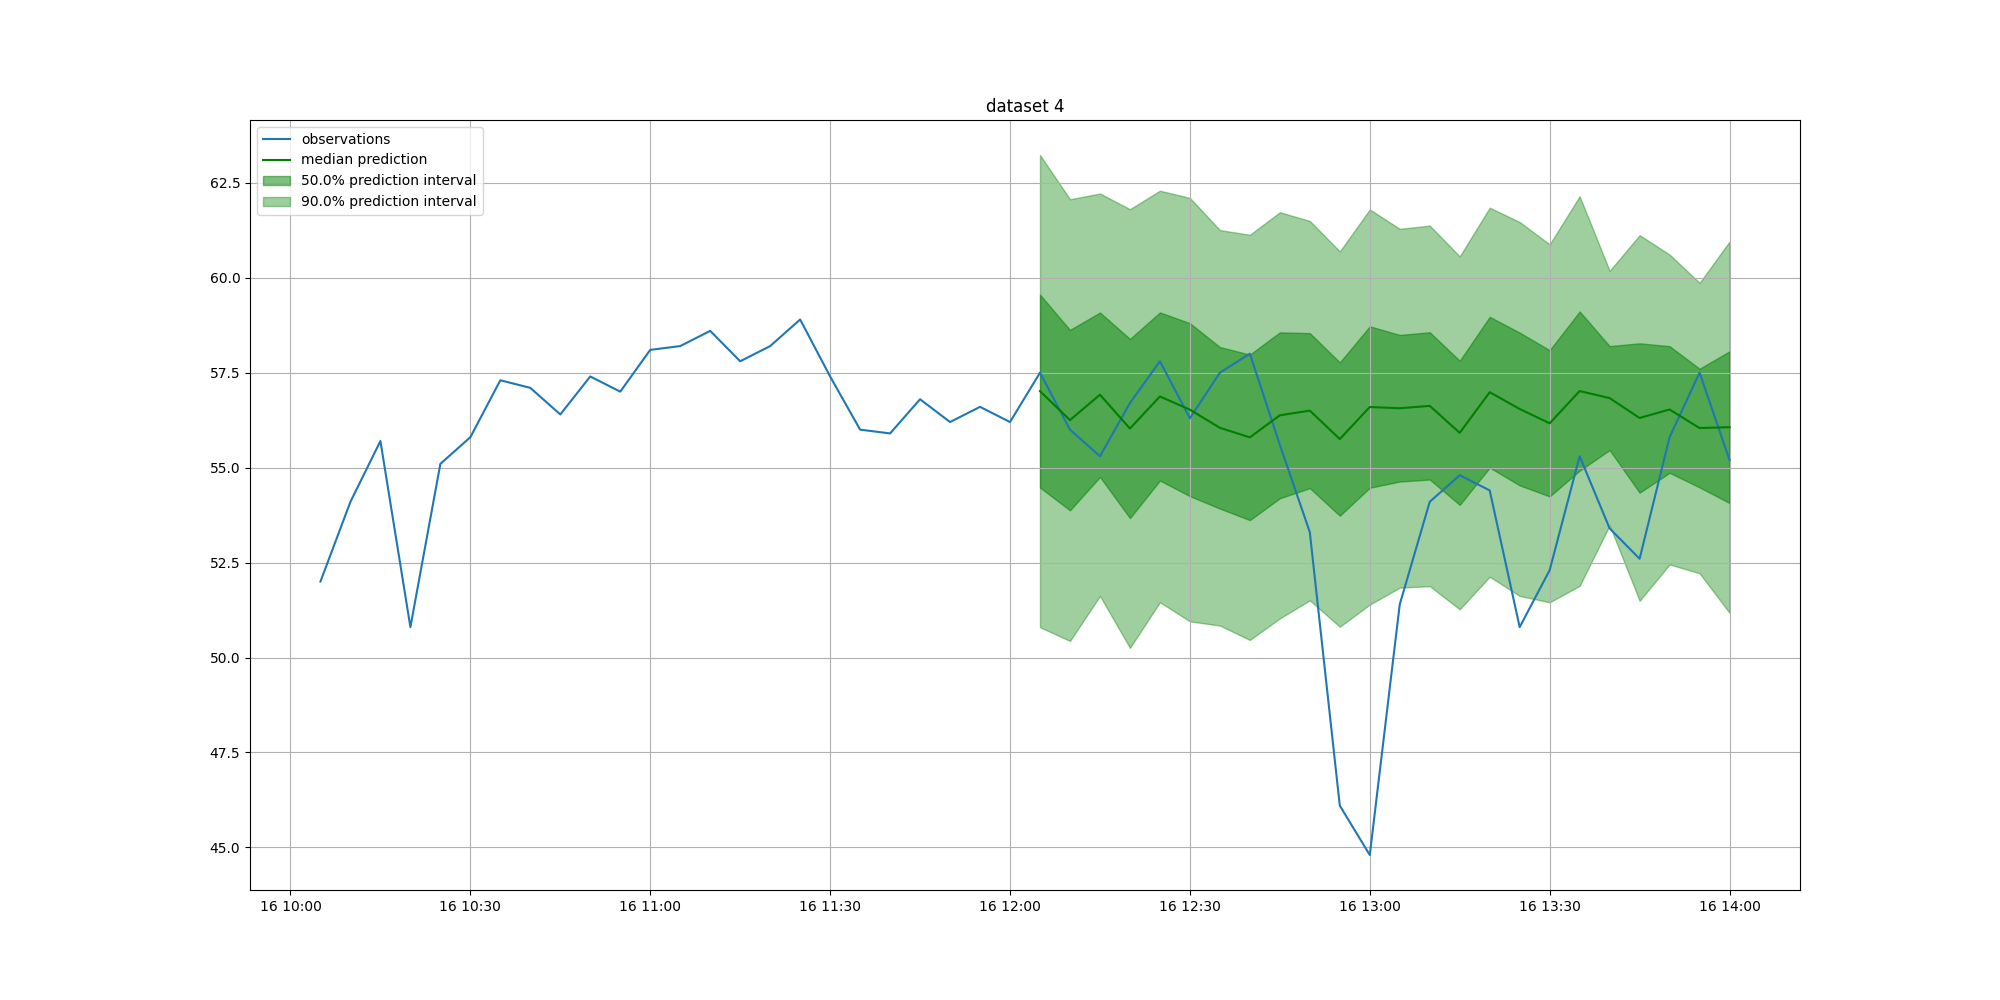 dataset 4
observations
median prediction
50.0% prediction interval
90.0% prediction interval
62.5
60.0
57.5
55.0
52.5
50.0
47.5
45.0
16 10:00 16 10:30 16 11:00 16 11:30 16 12:00 16 12:30 16 13:00 16 13:30 16 14:00